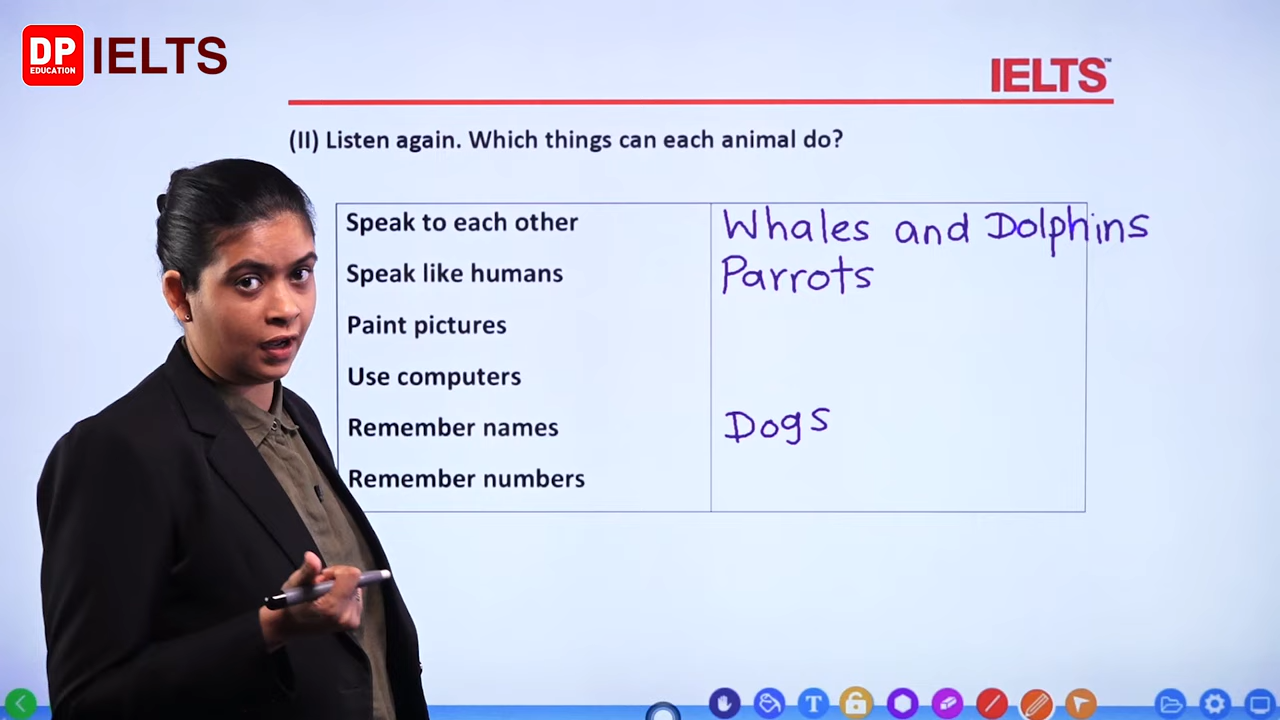 DP
EDUCATION
IELTS
IELTS™
(II) Listen again. Which things can each animal do?
Speak to each other Whales and Dolphins
Speak like humans Parrots
Paint pictures
Use computers
Remember names Dogs
Remember numbers
T